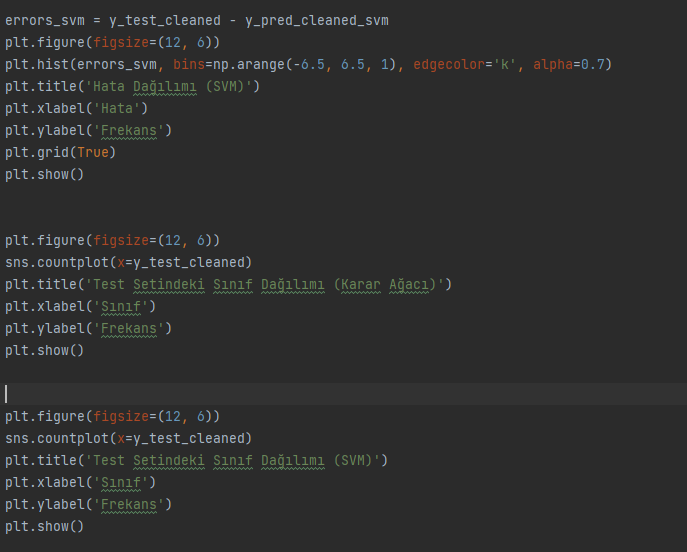 errors_svm = y_test_cleaned - y_pred_cleaned_svm
plt.figure(figsize=(12, 6))
plt.hist(errors_svm, bins=np.arange(-6.5, 6.5, 1), edgecolor='k', alpha=0.7)
plt.title('Hata Dağılımı (SVM)')
plt.xlabel('Hata')
plt.ylabel('Frekans')
plt.grid(True)
plt.show()
plt.figure(figsize=(12, 6))
sns.countplot(x=y_test_cleaned)
plt.title('Test Setindeki Sınıf Dağılımı (Karar Ağacı)')
plt.xlabel('Sınıf')
plt.ylabel('Frekans')
plt.show()
plt.figure(figsize=(12, 6))
sns.countplot(x=y_test_cleaned)
plt.title('Test Setindeki Sınıf Dağılımı (SVM)')
plt.xlabel('Sınıf')
plt.ylabel('Frekans')
plt.show()